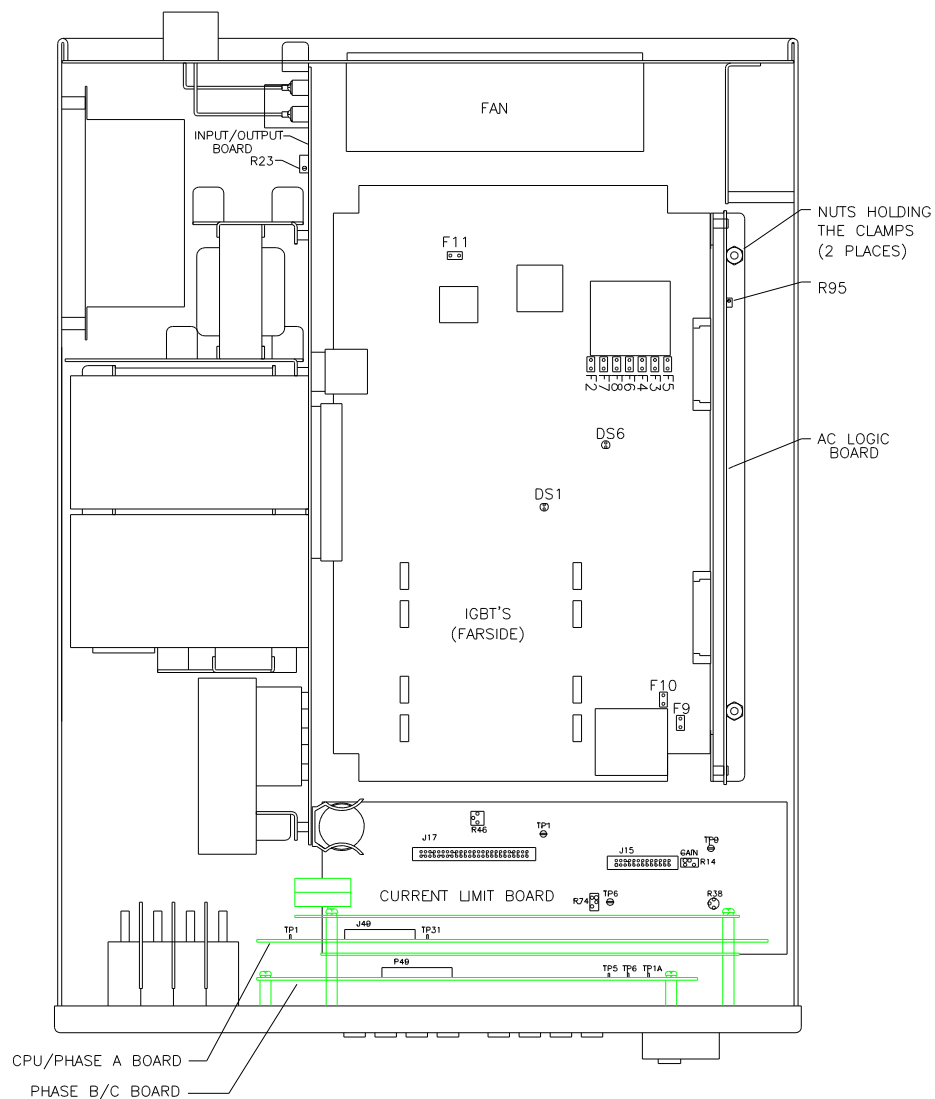 FAN
INPUT/OUTPUT
BOARD
R23
NUTS HOLDING
THE CLAMPS
(2 PLACES)
F11
R95
F2
F7
F8
F6
F4
F3
F5
AC LOGIC
BOARD
DS6
DS1
IGBT'S
(FARSIDE)
F10
F9
R46
TP1
J17
TP9
J15
GAIN
R14
CURRENT LIMIT BOARD
R74
TP6
R38
TP1
J49
TP31
P49
TP5
TP6
TP1A
CPU/PHASE A BOARD
PHASE B/C BOARD